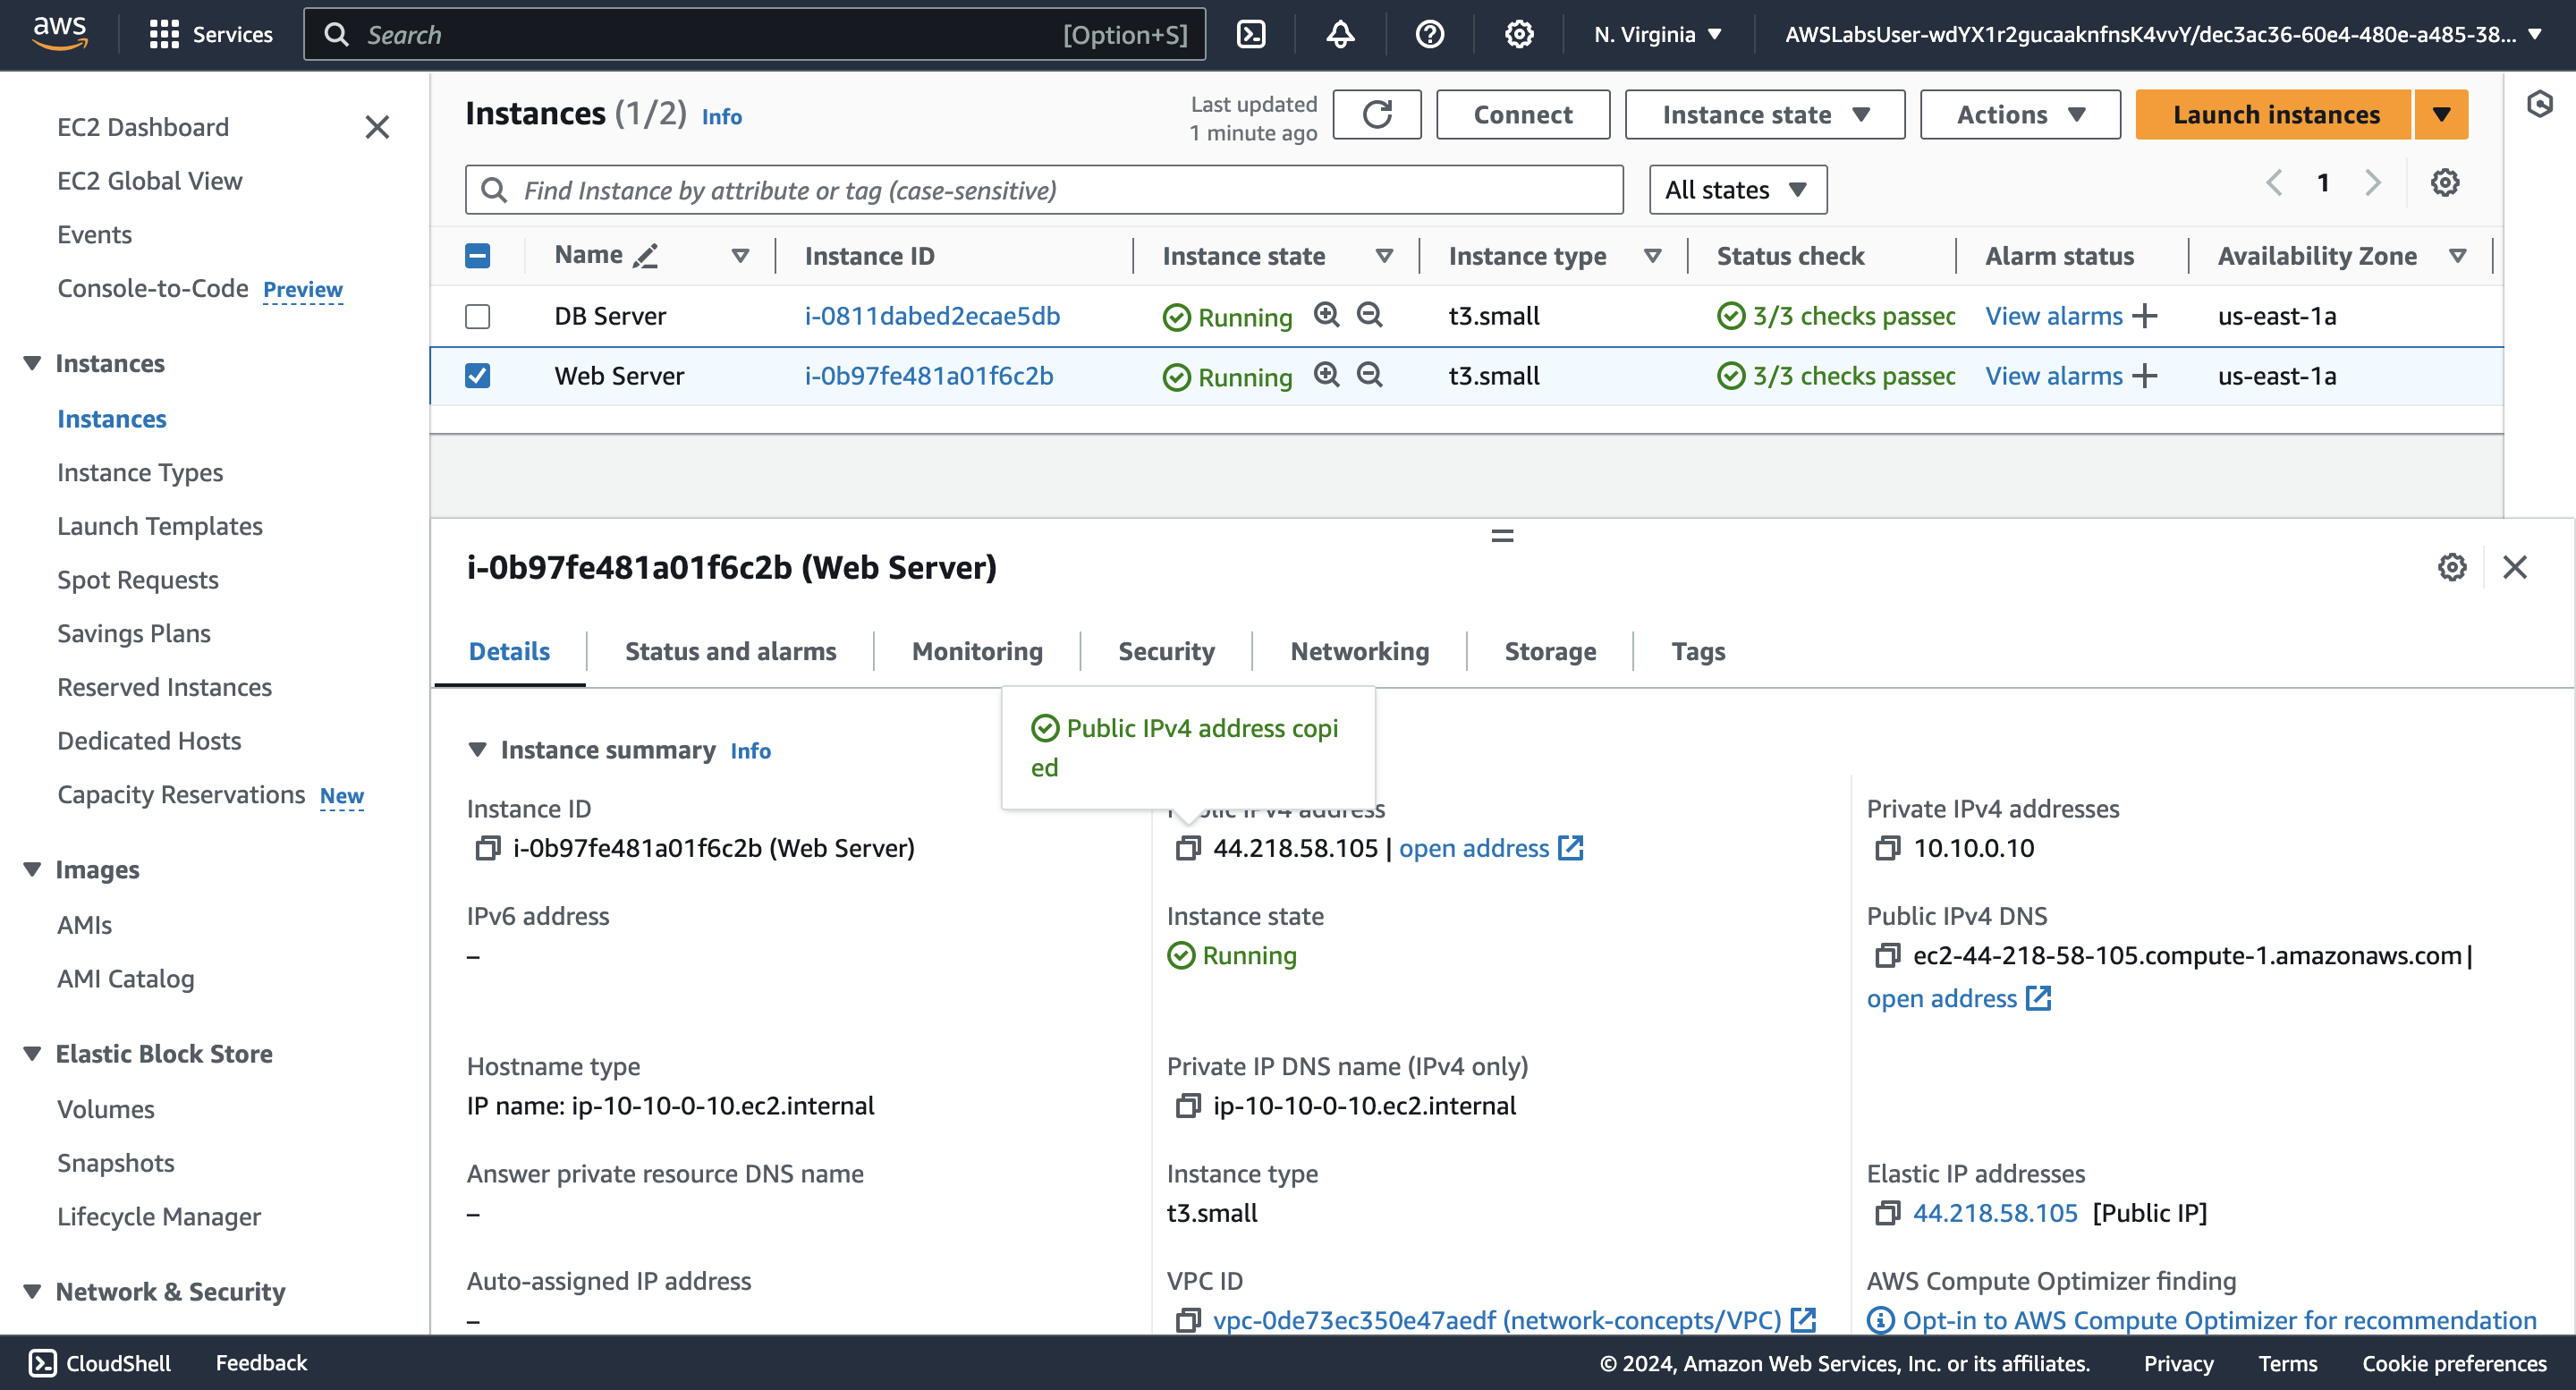 aws
Services
Search
[Option+S]
N. Virginia
AWSLabsUser-wdYX1r2gucaaknfnsK4vvY/dec3ac36-60e4-480e-a485-38...
EC2 Dashboard
EC2 Global View
Events
Console-to-Code Preview
Instances
Instances
Instance Types
Launch Templates
Spot Requests
Savings Plans
Reserved Instances
Dedicated Hosts
Capacity Reservations New
Images
AMIs
AMI Catalog
Elastic Block Store
Volumes
Snapshots
Lifecycle Manager
Network & Security
Instances (1/2) Info
Last updated
1 minute ago
Connect
Instance state
Actions
Launch instances
Find Instance by attribute or tag (case-sensitive)
All states
1
Name Instance ID Instance state Instance type Status check Alarm status Availability Zone
DB Server i-0811dabed2ecae5db Running t3.small 3/3 checks passec View alarms us-east-1a
Web Server i-0b97fe481a01f6c2b Running t3.small 3/3 checks passec View alarms us-east-1a
i-0b97fe481a01f6c2b (Web Server)
Details Status and alarms Monitoring Security Networking Storage Tags
Public IPv4 address copi
ed
Instance summary Info
Instance ID
i-0b97fe481a01f6c2b (Web Server)
Public IPv4 address
44.218.58.105 | open address
Private IPv4 addresses
10.10.0.10
IPv6 address
–
Instance state
Running
Public IPv4 DNS
ec2-44-218-58-105.compute-1.amazonaws.com |
open address
Hostname type
IP name: ip-10-10-0-10.ec2.internal
Private IP DNS name (IPv4 only)
ip-10-10-0-10.ec2.internal
Answer private resource DNS name
–
Instance type
t3.small
Elastic IP addresses
44.218.58.105 [Public IP]
Auto-assigned IP address
–
VPC ID
vpc-0de73ec350e47aedf (network-concepts/VPC)
AWS Compute Optimizer finding
Opt-in to AWS Compute Optimizer for recommendation
CloudShell
Feedback
© 2024, Amazon Web Services, Inc. or its affiliates.
Privacy
Terms
Cookie preferences